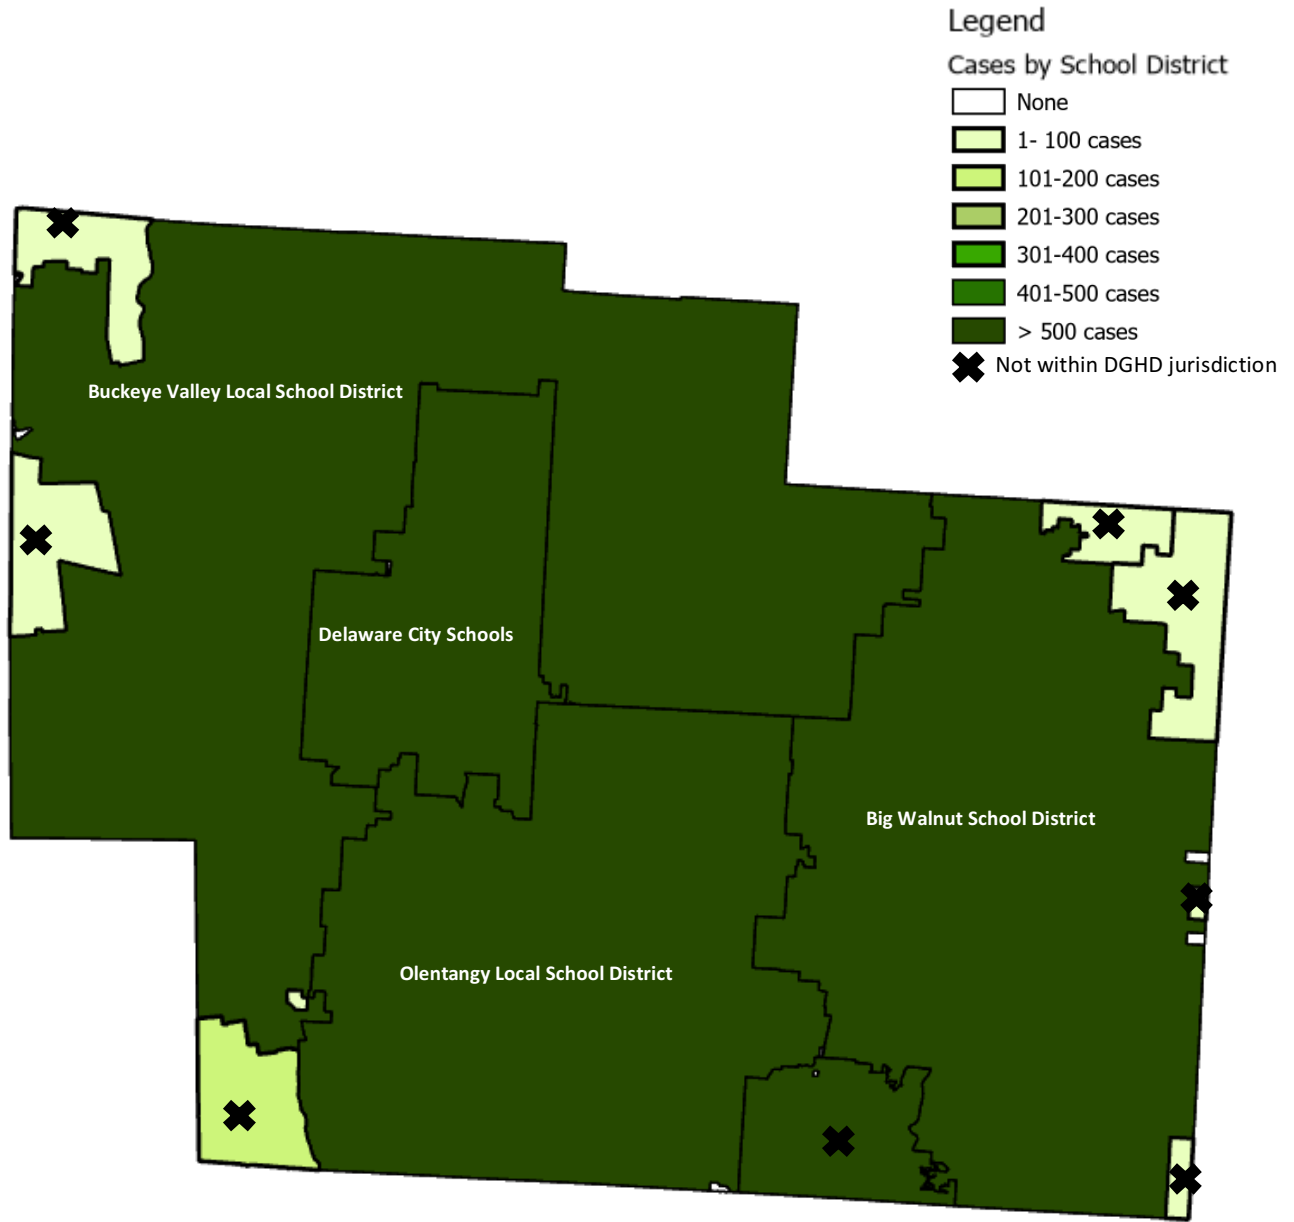 Legend
Cases by School District
None
1- 100 cases
101-200 cases
201-300 cases
301-400 cases
401-500 cases
> 500 cases
Not within DGHD jurisdiction
Buckeye Valley Local School District
Delaware City Schools
Big Walnut School District
Olentangy Local School District